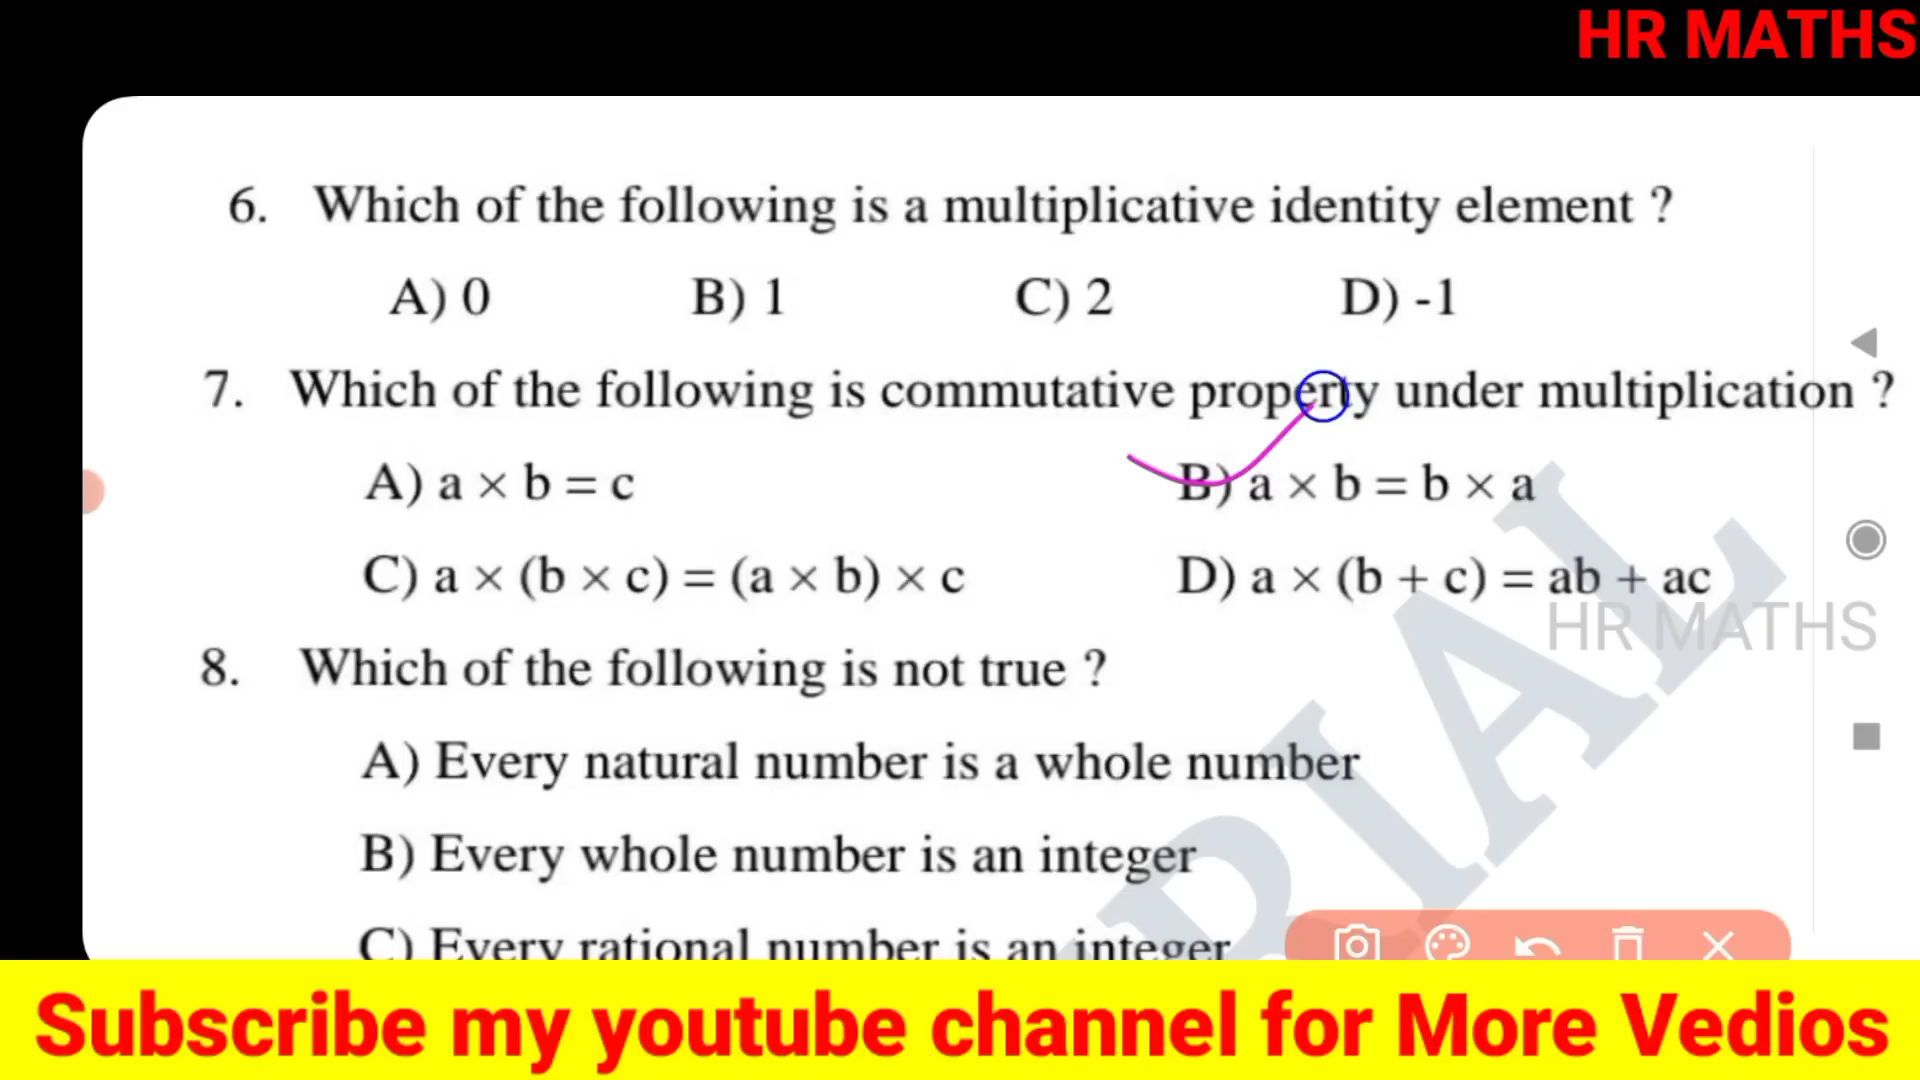 HR MATHS
6. Which of the following is a multiplicative identity element ?
A) 0 B) 1 C) 2 D) -1
7. Which of the following is commutative property under multiplication ?
A) a × b = c B) a × b = b × a
C) a × (b × c) = (a × b) × c D) a × (b + c) = ab + ac
HR MATHS
8. Which of the following is not true ?
A) Every natural number is a whole number
B) Every whole number is an integer
C) Every rational number is an integer
RIAL
Subscribe my youtube channel for More Vedios